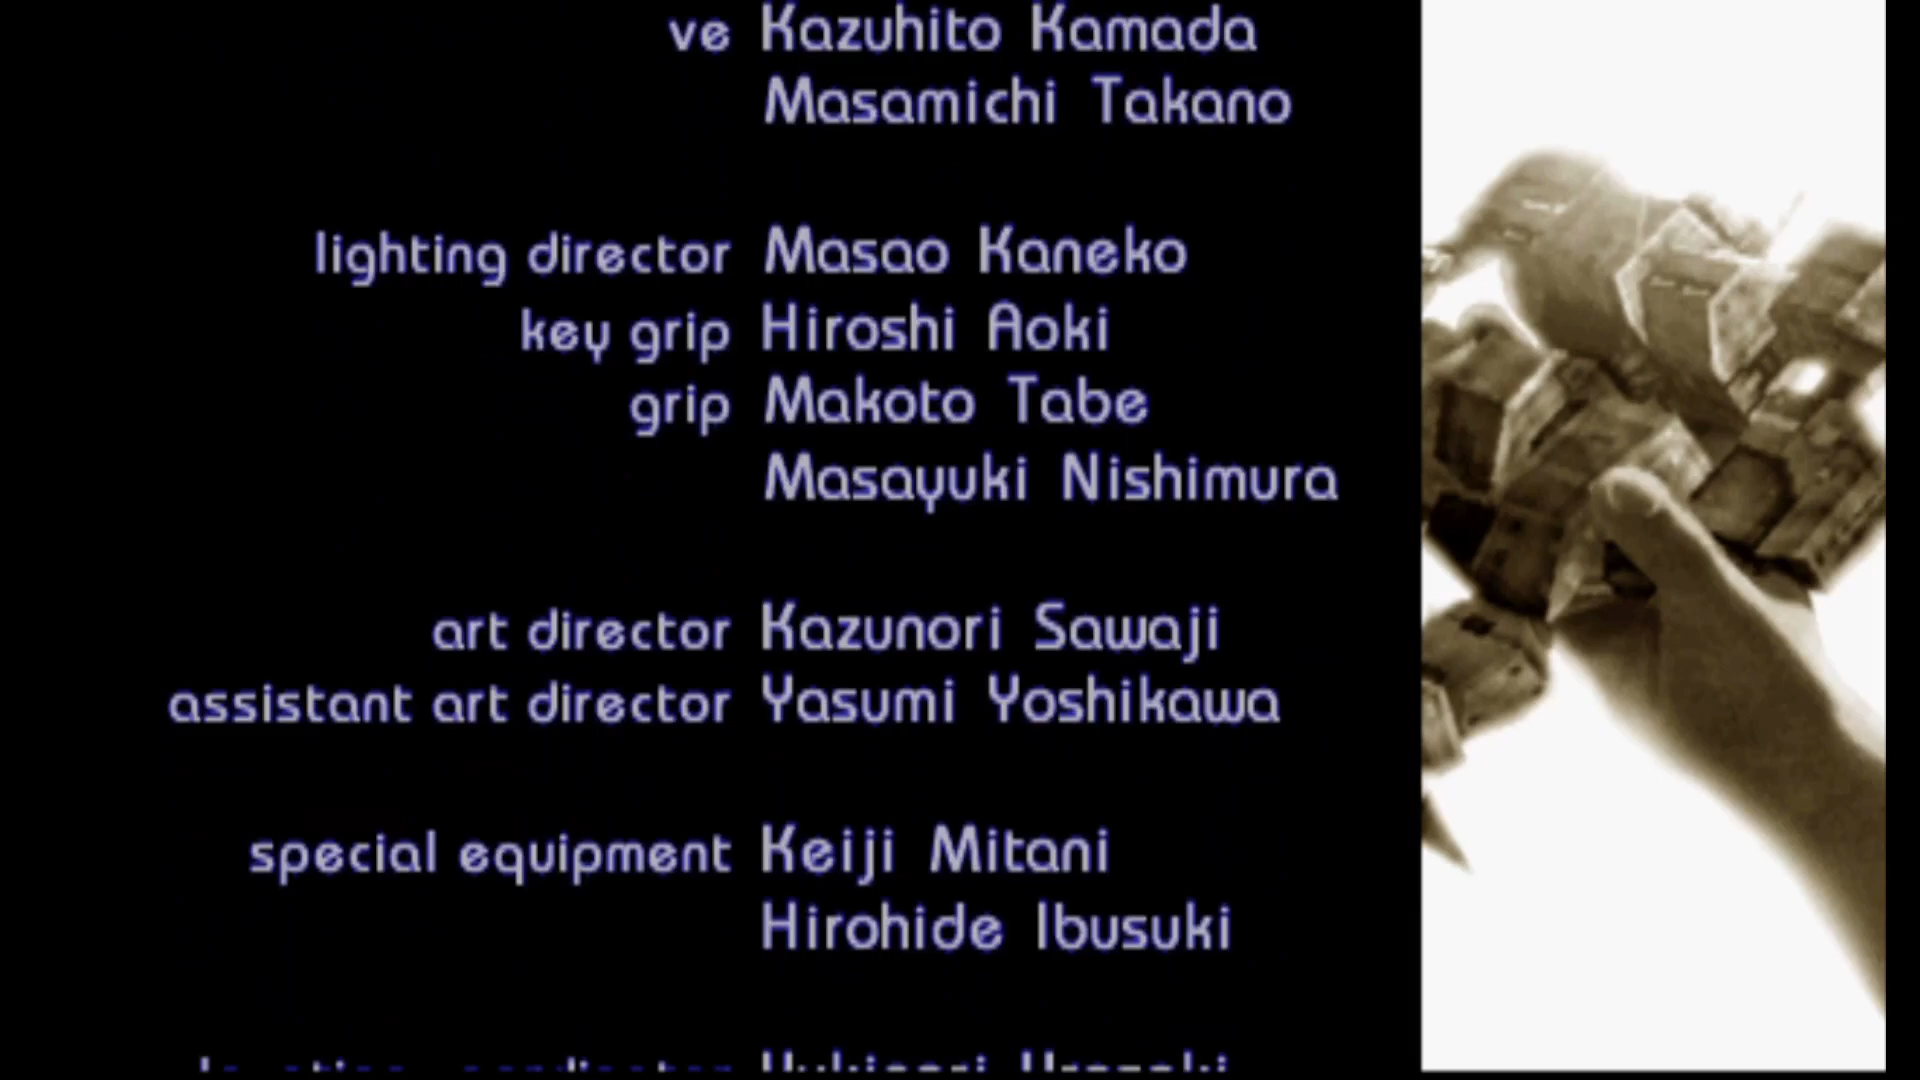 ve Kazuhito Kamada
Masamichi Takano
lighting director Masao Kaneko
key grip Hiroshi Aoki
grip Makoto Tabe
Masayuki Nishimura
art director Kazunori Sawaji
assistant art director Yasumi Yoshikawa
special equipment Keiji Mitani
Hirohide Ibusuki